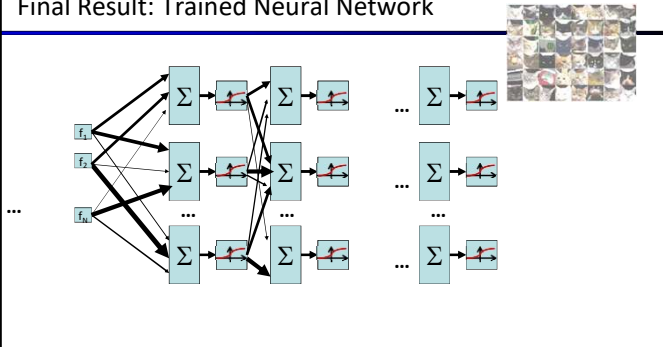 Final Result: Trained Neural Network
Σ Σ ... Σ
f₁
f₂
Σ Σ ... Σ
... fN ... ... ...
Σ Σ ... Σ